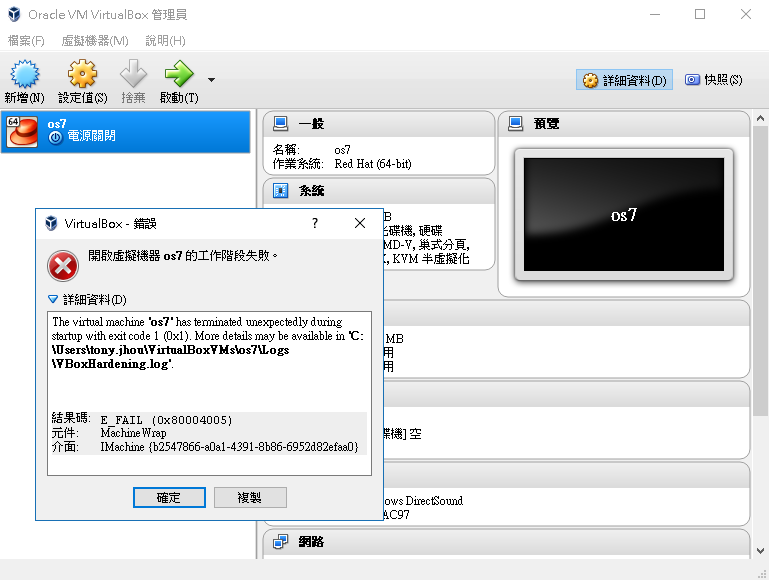 Oracle VM VirtualBox 管理員
檔案(F) 虛擬機器(M) 說明(H)
新增(N) 設定值(S) 捨棄 啟動(T)
詳細資料(D) 快照(S)
64
os7
電源關閉
一般
名稱: os7
作業系統: Red Hat (64-bit)
系統
預覽
os7
B
光碟機, 硬碟
MD-V, 巢式分頁,
, KVM 半虛擬化
MB
用
用
碟機] 空
ows DirectSound
AC97
網路
VirtualBox - 錯誤
?
開啟虛擬機器 os7 的工作階段失敗。
詳細資料(D)
The virtual machine 'os7' has terminated unexpectedly during
startup with exit code 1 (0x1). More details may be available in 'C:
\Users\tony.jhou\VirtualBoxVMs\os7\Logs
\VBoxHardening.log'.
結果碼: E_FAIL (0x80004005)
元件: MachineWrap
介面: IMachine {b2547866-a0a1-4391-8b86-6952d82efaa0}
確定 複製